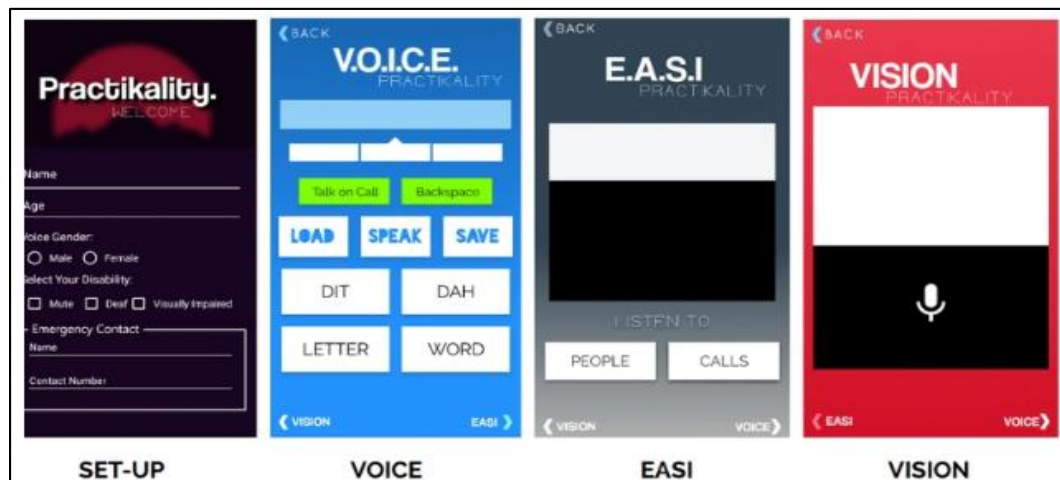 Practikality.
WELCOME
Name
Age
Voice Gender:
Male Female
Select Your Disability:
Mute Deaf Visually Impaired
Emergency Contact
Name
Contact Number
SET-UP
BACK
V.O.I.C.E.
PRACTIKALITY
Talk on Call Backspace
LOAD SPEAK SAVE
DIT DAH
LETTER WORD
VISION EASI
VOICE
BACK
E.A.S.I
PRACTIKALITY
LISTEN TO
PEOPLE CALLS
VISION VOICE
EASI
BACK
VISION
PRACTIKALITY
EASI VOICE
VISION